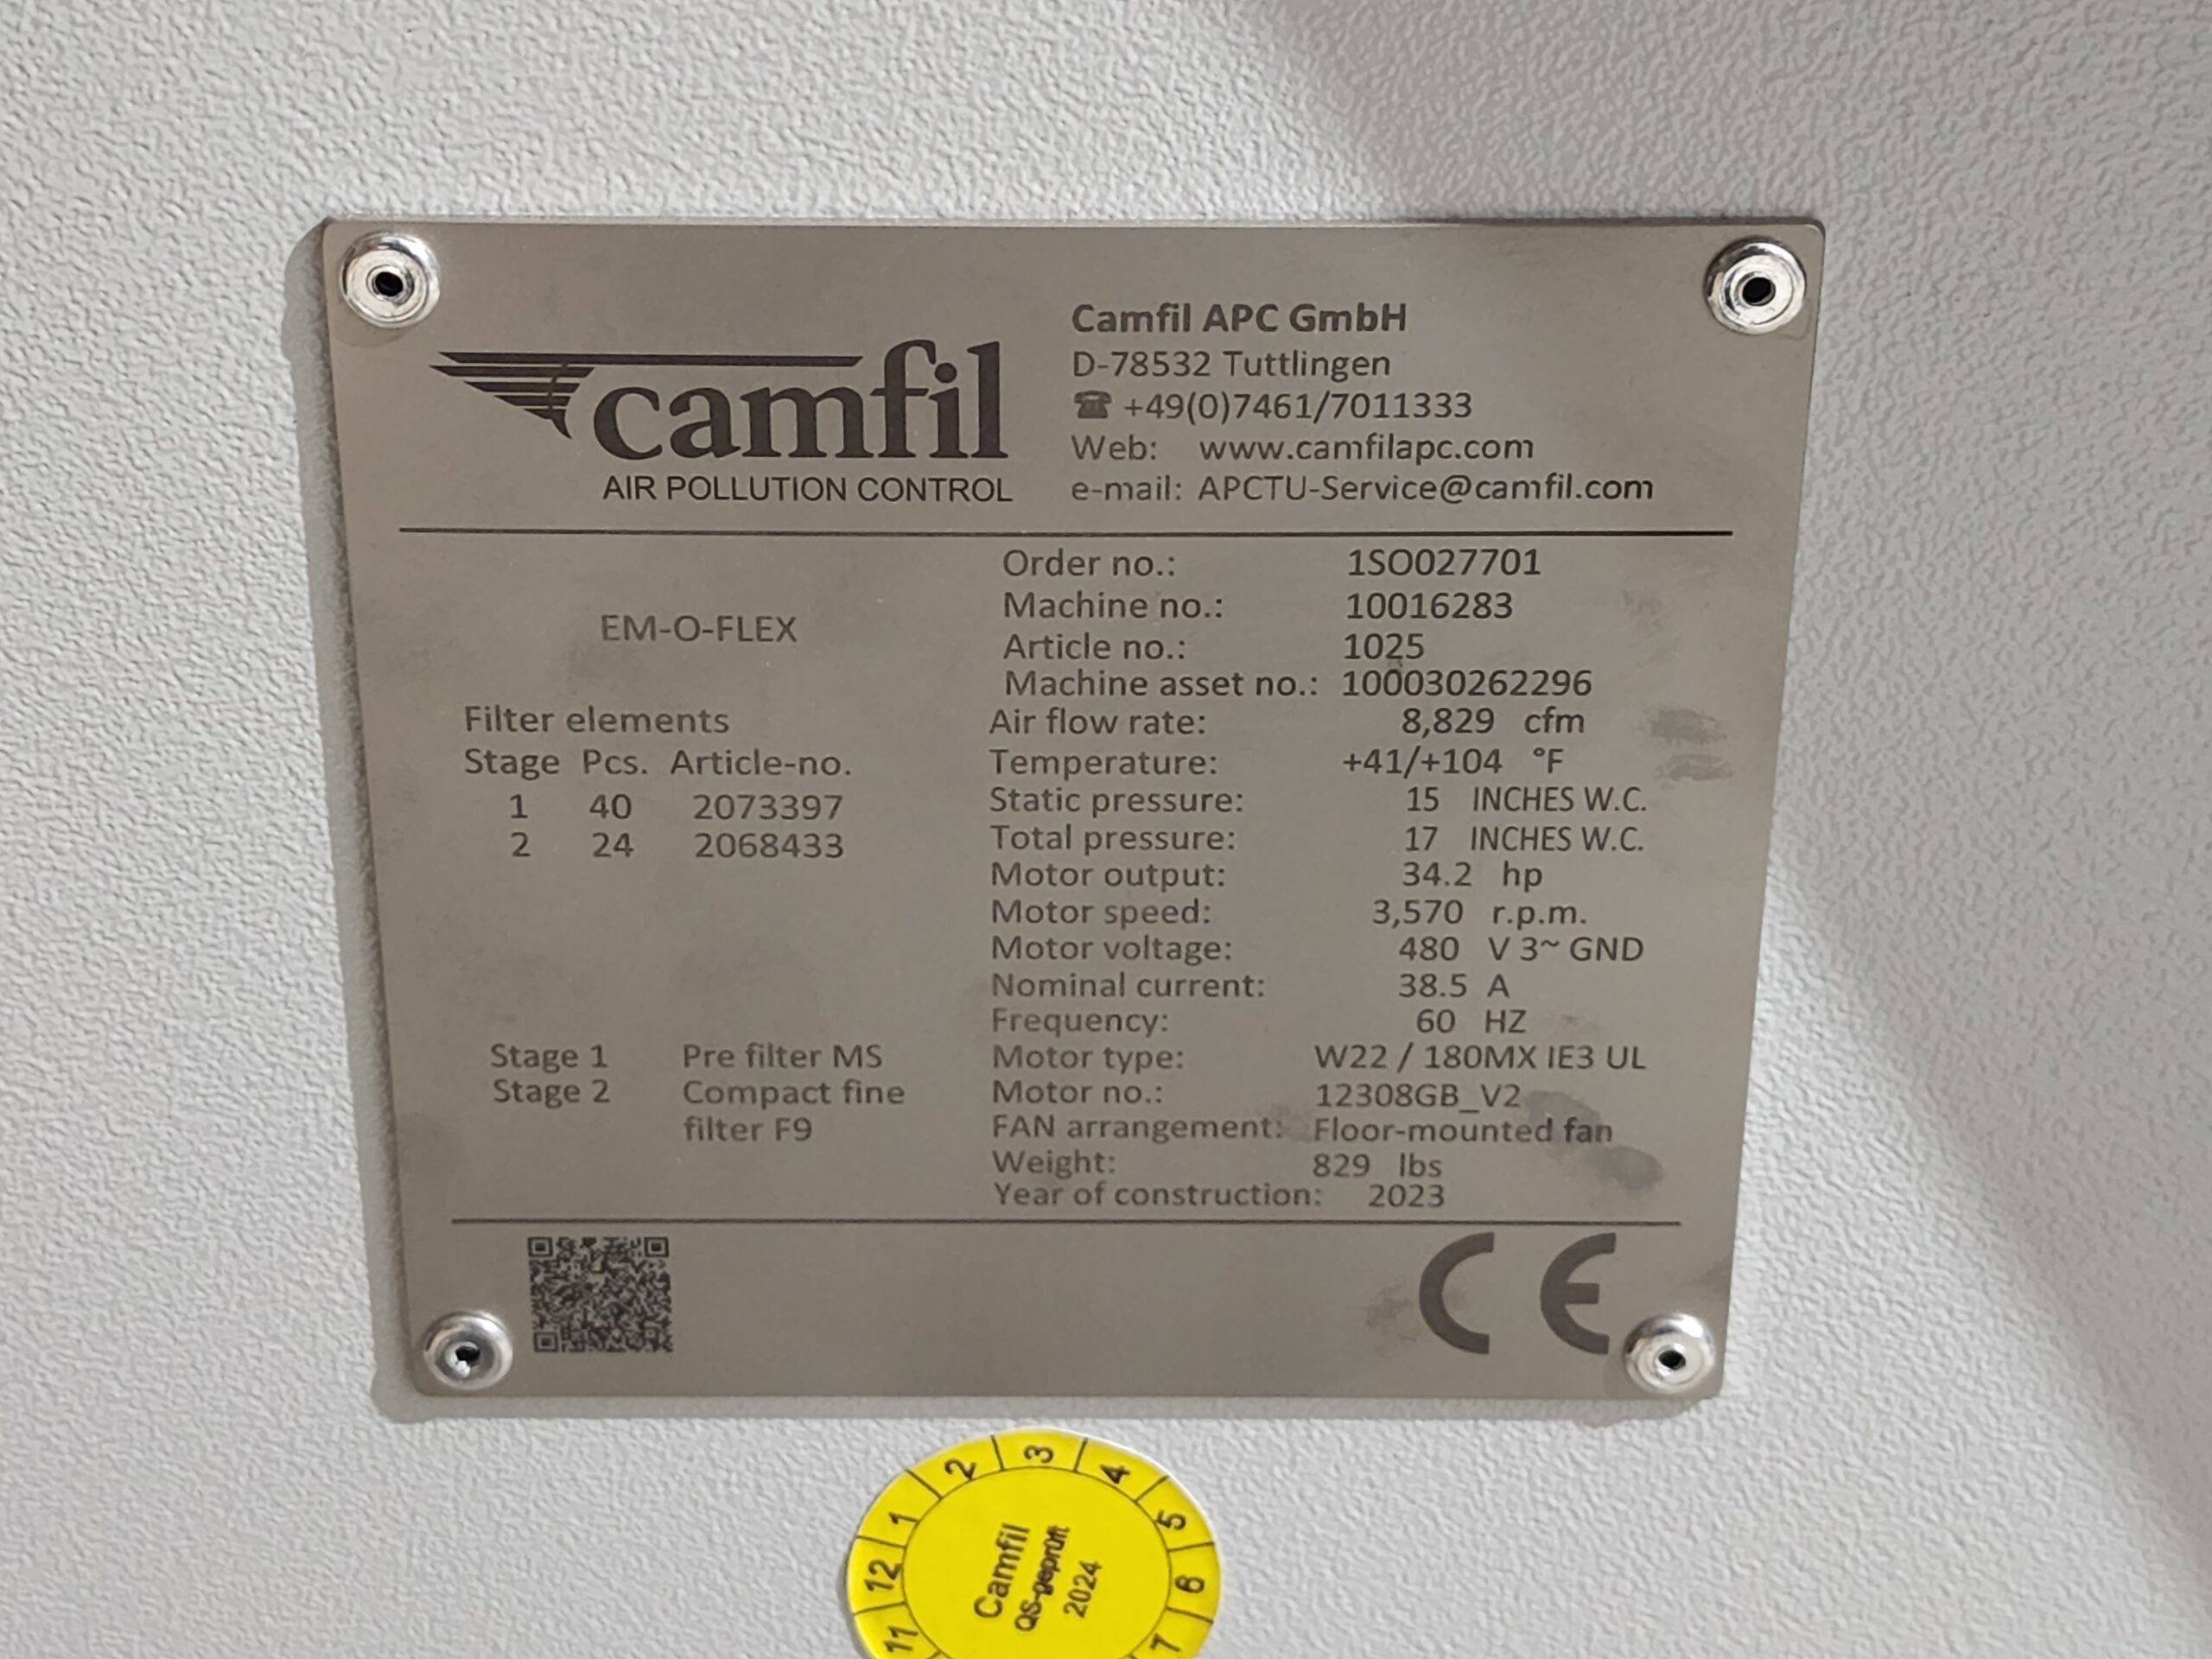 camfil
AIR POLLUTION CONTROL
Camfil APC GmbH
D-78532 Tuttlingen
☎ +49(0)7461/7011333
Web: www.camfilapc.com
e-mail: APCTU-Service@camfil.com
EM-O-FLEX
Filter elements
Stage Pcs. Article-no.
1 40 2073397
2 24 2068433
Stage 1 Pre filter MS
Stage 2 Compact fine
filter F9
Order no.: 1SO027701
Machine no.: 10016283
Article no.: 1025
Machine asset no.: 100030262296
Air flow rate: 8,829 cfm
Temperature: +41/+104 °F
Static pressure: 15 INCHES W.C.
Total pressure: 17 INCHES W.C.
Motor output: 34.2 hp
Motor speed: 3,570 r.p.m.
Motor voltage: 480 V 3~ GND
Nominal current: 38.5 A
Frequency: 60 HZ
Motor type: W22 / 180MX IE3 UL
Motor no.: 12308GB_V2
FAN arrangement: Floor-mounted fan
Weight: 829 lbs
Year of construction: 2023
CE
11 12 1 2 3 4 5 6 7
Camfil
QS-geprüft
2024